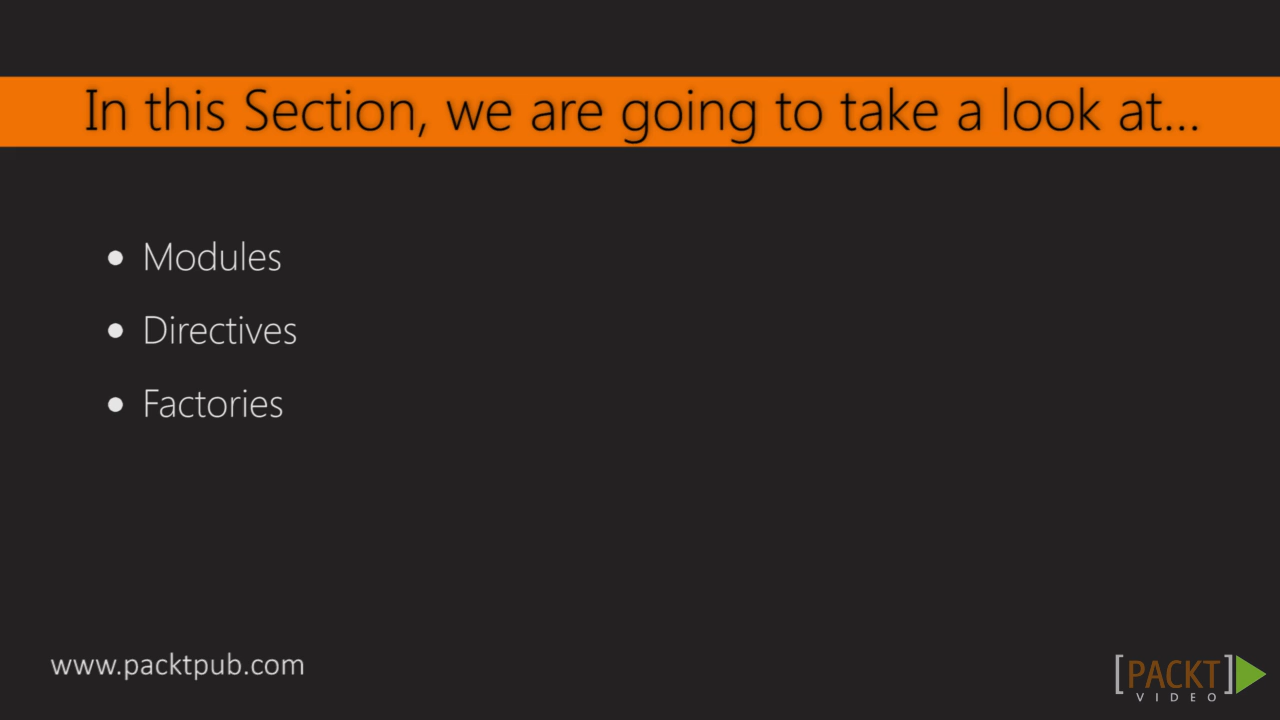 In this Section, we are going to take a look at...
• Modules
• Directives
• Factories
www.packtpub.com
[PACKT]
VIDEO